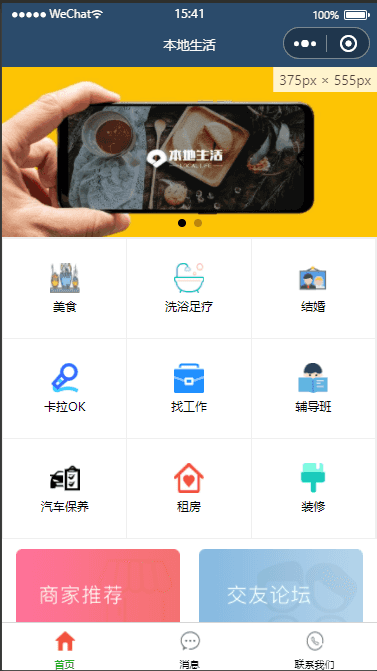 WeChat 15:41 100%
本地生活
375px × 555px
本地生活
美食 洗浴足疗 结婚
卡拉OK 找工作 辅导班
汽车保养 租房 装修
商家推荐 交友论坛
首页 消息 联系我们